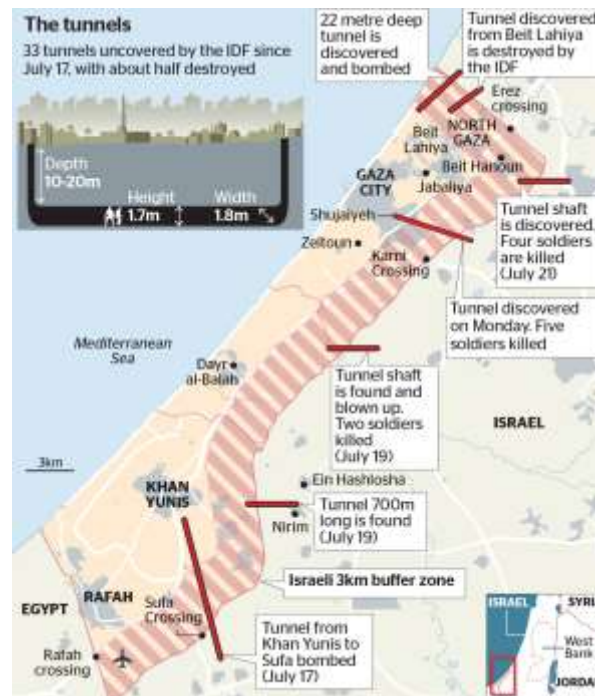 The tunnels
33 tunnels uncovered by the IDF since
July 17, with about half destroyed
Depth
10-20m
Height
1.7m
Width
1.8m
22 metre deep
tunnel is
discovered
and bombed
Tunnel discovered
from Beit Lahiya
is destroyed by
the IDF
Erez
crossing
Beit
Lahiya
NORTH
GAZA
Beit Hanoun
GAZA
CITY
Jabaliya
Shujaiyeh
Zeitoun
Karni
Crossing
Tunnel shaft
is discovered.
Four soldiers
are killed
(July 21)
Tunnel discovered
on Monday. Five
soldiers killed
Mediterranean
Sea
Dayr
al-Balah
Tunnel shaft
is found and
blown up.
Two soldiers
killed
(July 19)
ISRAEL
3km
KHAN
YUNIS
Ein Hashlosha
Tunnel 700m
long is found
(July 19)
Nirim
Israeli 3km buffer zone
EGYPT
RAFAH
Sufa
Crossing
Rafah
crossing
Tunnel from
Khan Yunis to
Sufa bombed
(July 17)
ISRAEL
SYRI
West
Bank
JORDA